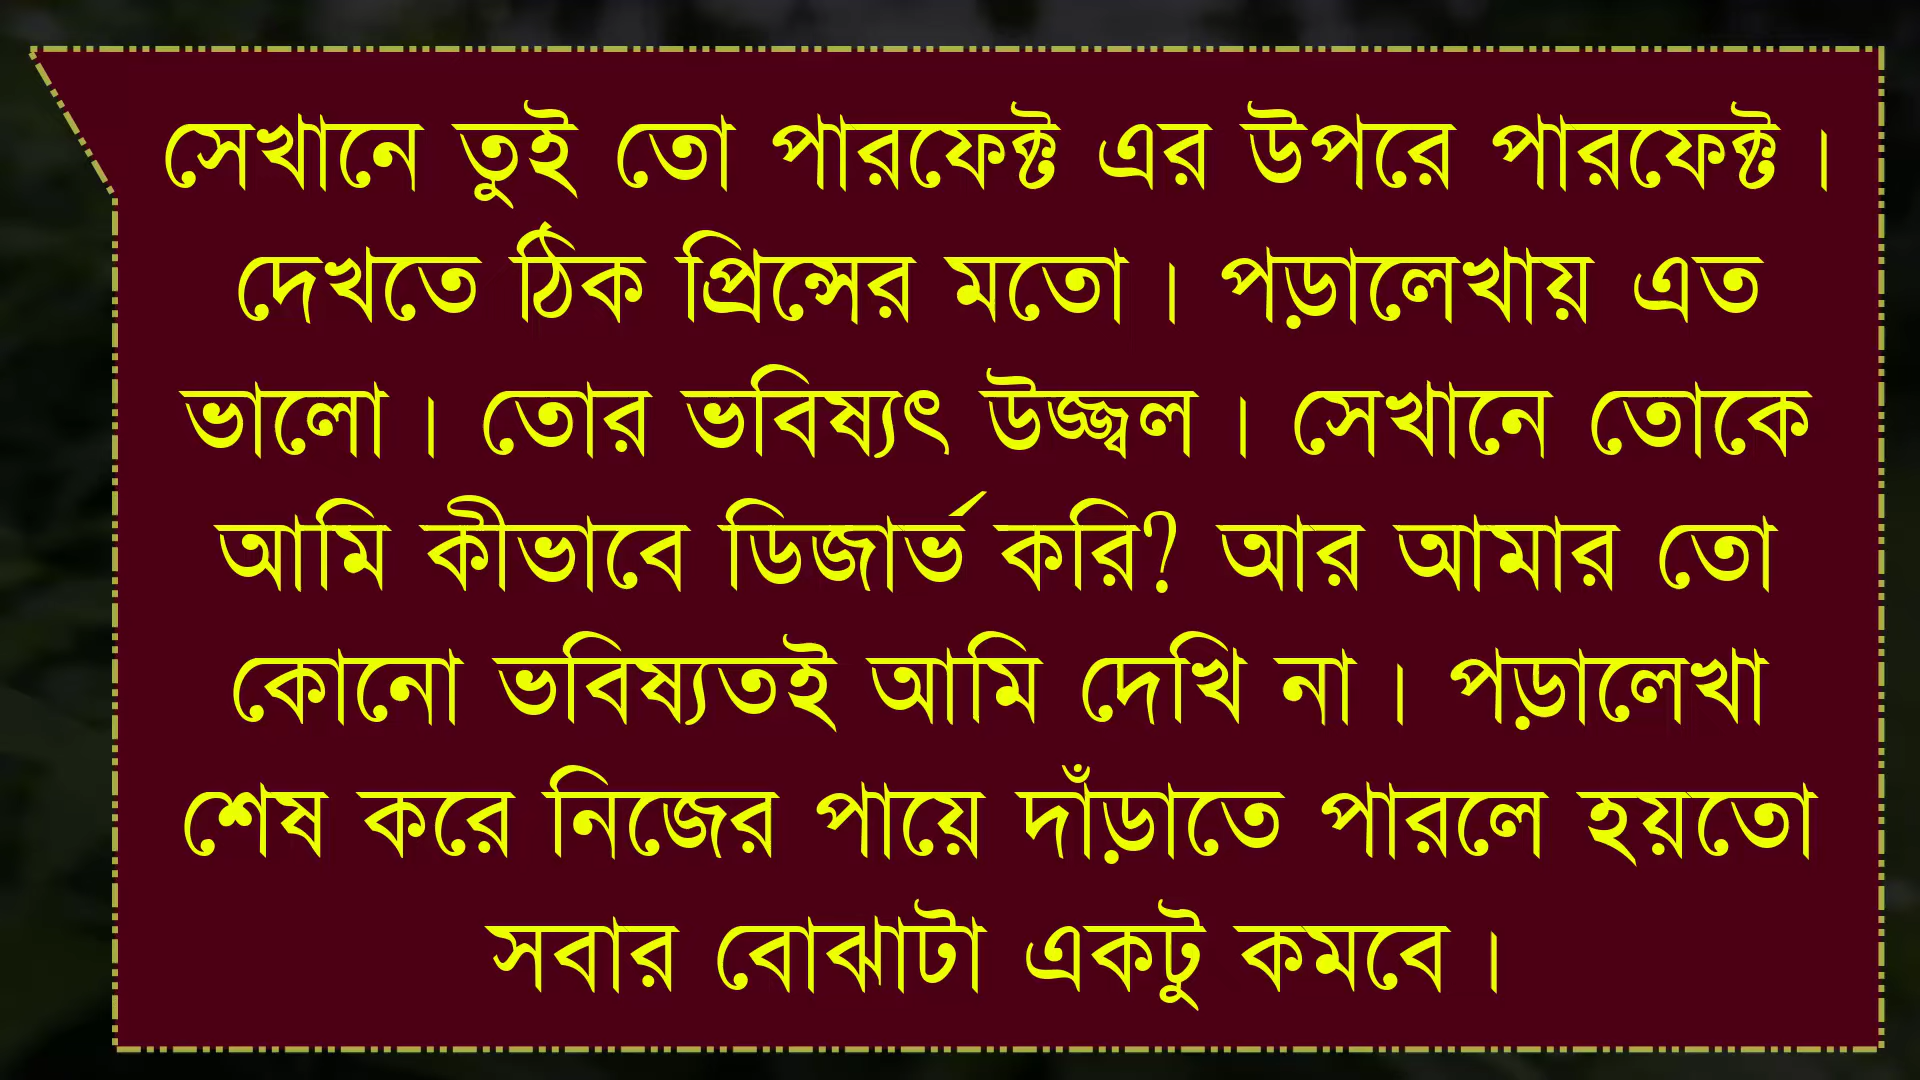 সেখানে তুই তো পারফেক্ট এর উপরে পারফেক্ট।
দেখতে ঠিক প্রিন্সের মতো। পড়ালেখায় এত
ভালো। তোর ভবিষ্যৎ উজ্জ্বল। সেখানে তোকে
আমি কীভাবে ডিজার্ভ করি? আর আমার তো
কোনো ভবিষ্যতই আমি দেখি না। পড়ালেখা
শেষ করে নিজের পায়ে দাঁড়াতে পারলে হয়তো
সবার বোঝাটা একটু কমবে।